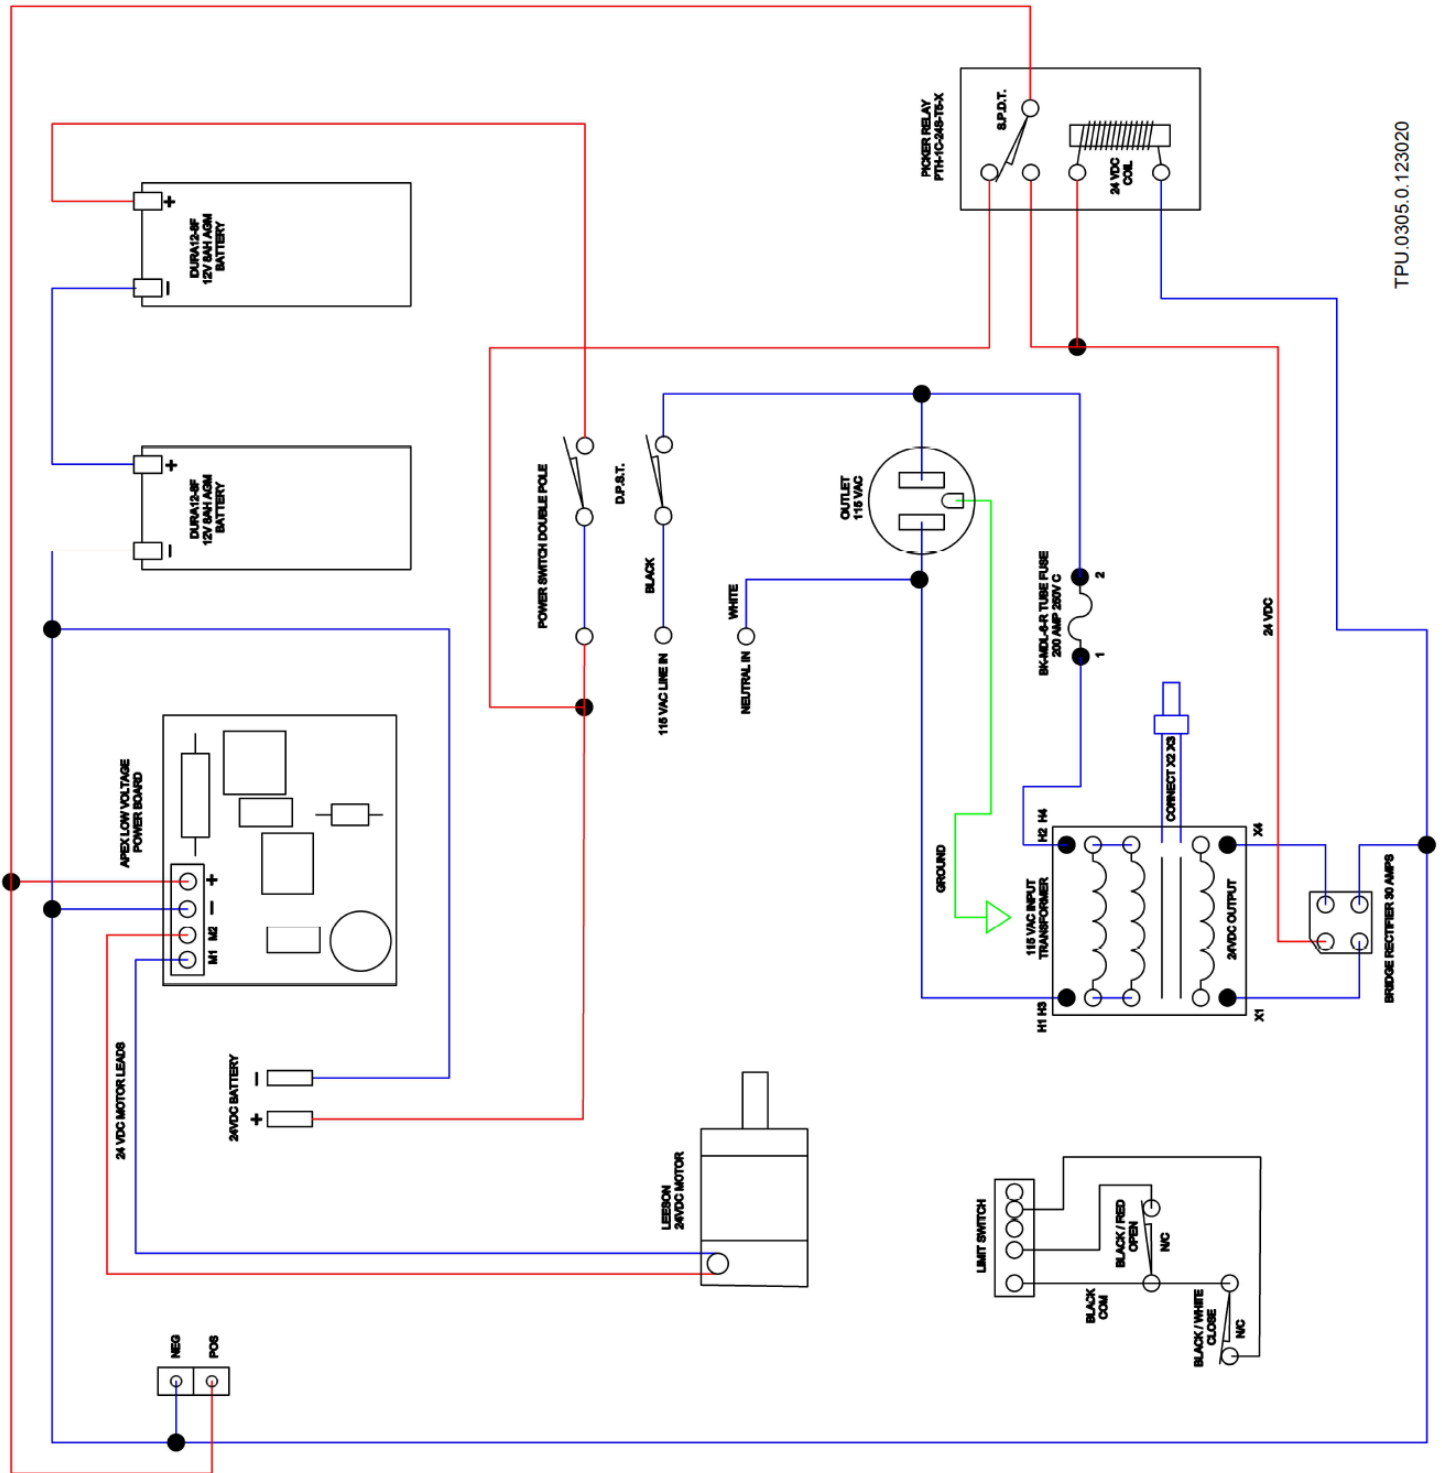 24 VDC MOTOR LEADS
NEG
POS
APEX LOW VOLTAGE
POWER BOARD
M1 M2 − +
24VDC BATTERY
+ −
DURA12-8F
12V 8AH AGM
BATTERY
− +
DURA12-8F
12V 8AH AGM
BATTERY
− +
POWER SWITCH DOUBLE POLE
D.P.S.T.
BLACK
115 VAC LINE IN
WHITE
NEUTRAL IN
LEESON
24VDC MOTOR
OUTLET
115 VAC
GROUND
PICKER RELAY
PTH-1C-24S-T5-X
S.P.D.T.
24 VDC
COIL
BK-MDL-6-R TUBE FUSE
200 AMP 250V C
1 2
H1 H3
115 VAC INPUT
TRANSFORMER
H2 H4
CONNECT X2 X3
24VDC OUTPUT
X1
X4
24 VDC
BRIDGE RECTIFIER 30 AMPS
LIMIT SWITCH
BLACK
COM
BLACK / RED
OPEN
N/C
BLACK / WHITE
CLOSE
N/C
TPU.0305.0.123020